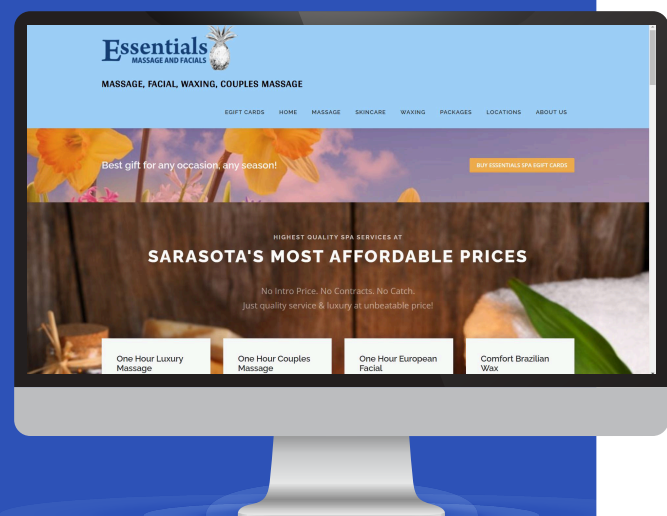 Essentials
MASSAGE AND FACIALS
MASSAGE, FACIAL, WAXING, COUPLES MASSAGE
EGIFT CARDS HOME MASSAGE SKINCARE WAXING PACKAGES LOCATIONS ABOUT US
Best gift for any occasion, any season!
BUY ESSENTIALS SPA EGIFT CARDS
HIGHEST QUALITY SPA SERVICES AT
SARASOTA'S MOST AFFORDABLE PRICES
No Intro Price. No Contracts. No Catch.
Just quality service & luxury at unbeatable price!
One Hour Luxury
Massage
One Hour Couples
Massage
One Hour European
Facial
Comfort Brazilian
Wax